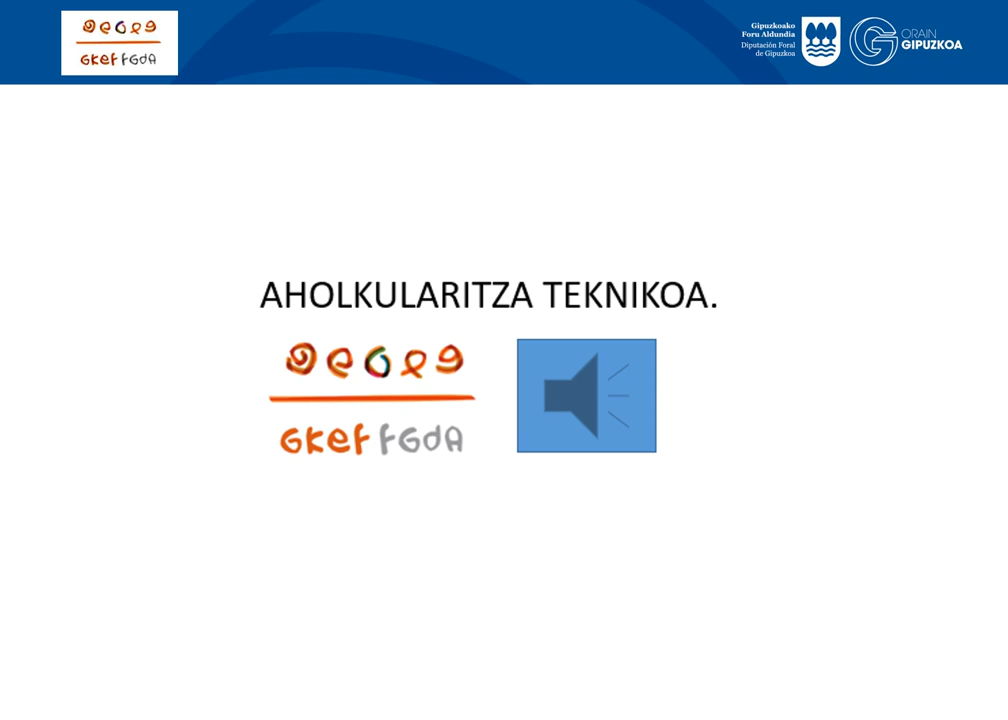 GKEF FGDA
Gipuzkoako
Foru Aldundia
Diputación Foral
de Gipuzkoa
ORAIN
GIPUZKOA
AHOLKULARITZA TEKNIKOA.
GKEF FGDA